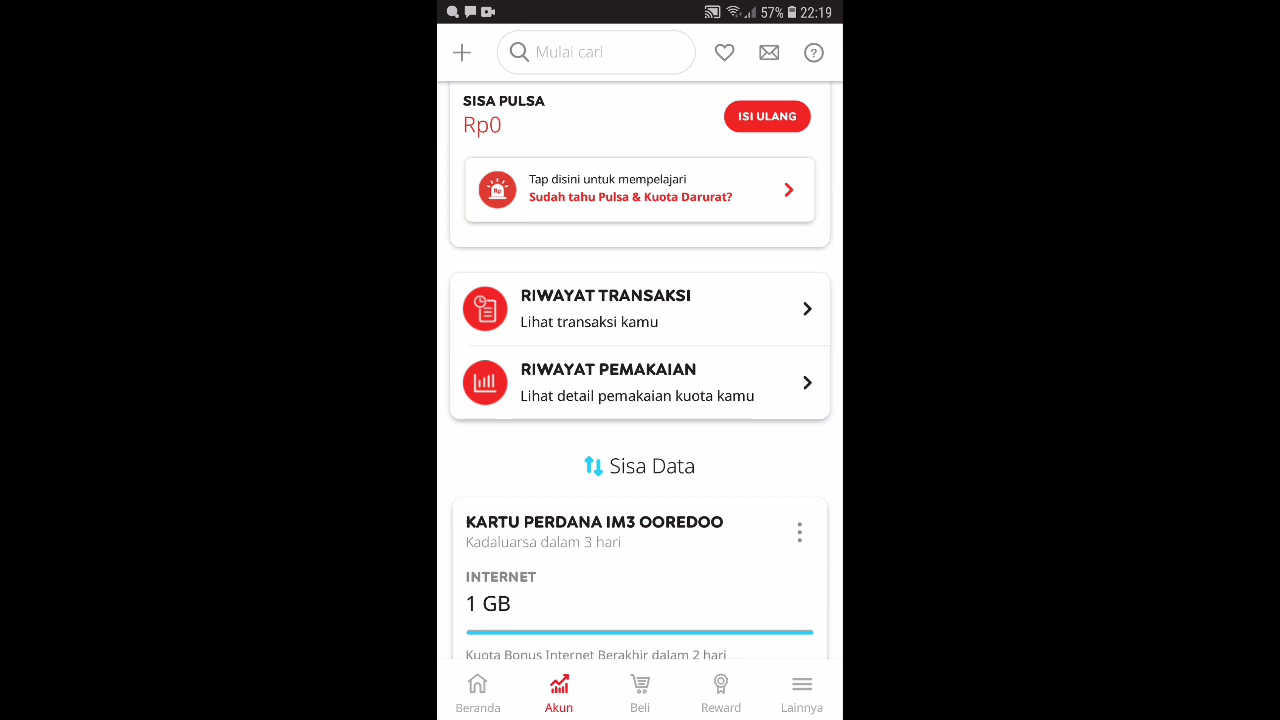 57% 22:19
Mulai cari
SISA PULSA
Rp0
ISI ULANG
Rp
Tap disini untuk mempelajari
Sudah tahu Pulsa & Kuota Darurat?
RIWAYAT TRANSAKSI
Lihat transaksi kamu
RIWAYAT PEMAKAIAN
Lihat detail pemakaian kuota kamu
Sisa Data
KARTU PERDANA IM3 OOREDOO
Kadaluarsa dalam 3 hari
INTERNET
1 GB
Kuota Bonus Internet Berakhir dalam 2 hari
Beranda Akun Beli Reward Lainnya